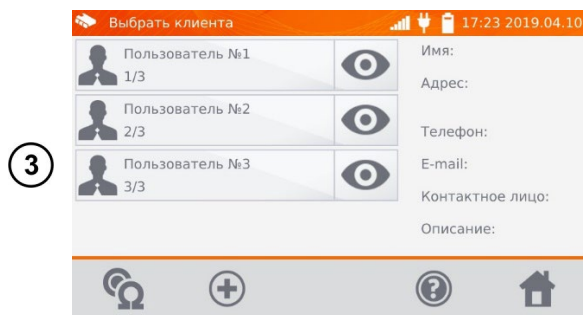 Выбрать клиента 17:23 2019.04.10
Пользователь №1
1/3
Пользователь №2
2/3
Пользователь №3
3/3
Имя:
Адрес:
Телефон:
E-mail:
Контактное лицо:
Описание:
3